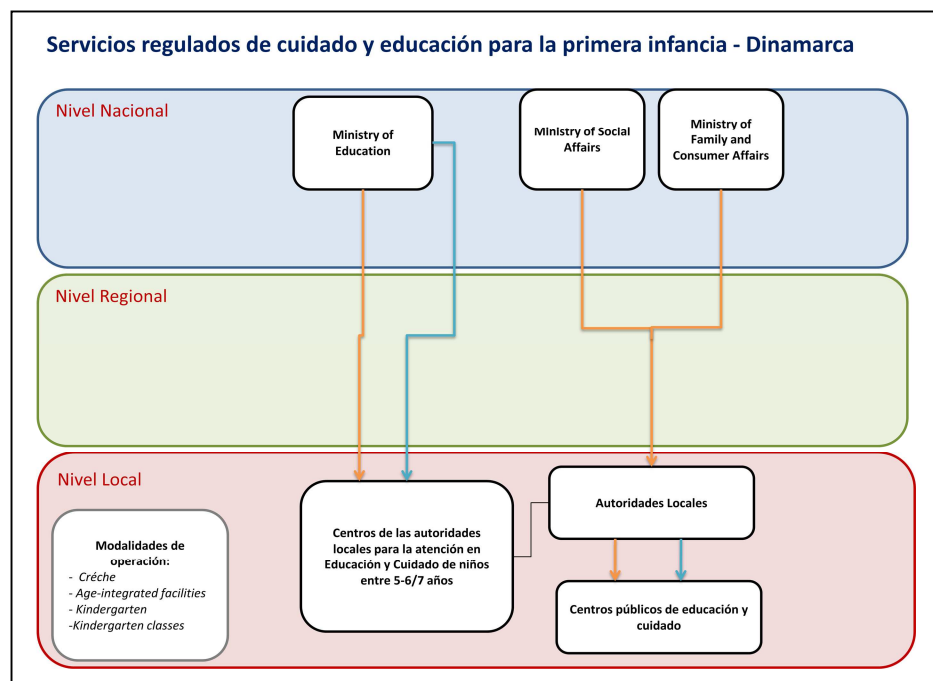 Servicios regulados de cuidado y educación para la primera infancia - Dinamarca
Nivel Nacional
Ministry of
Education
Ministry of Social
Affairs
Ministry of
Family and
Consumer Affairs
Nivel Regional
Nivel Local
Modalidades de
operación:
- Créche
- Age-integrated facilities
- Kindergarten
-Kindergarten classes
Centros de las autoridades
locales para la atención en
Educación y Cuidado de niños
entre 5-6/7 años
Autoridades Locales
Centros públicos de educación y
cuidado